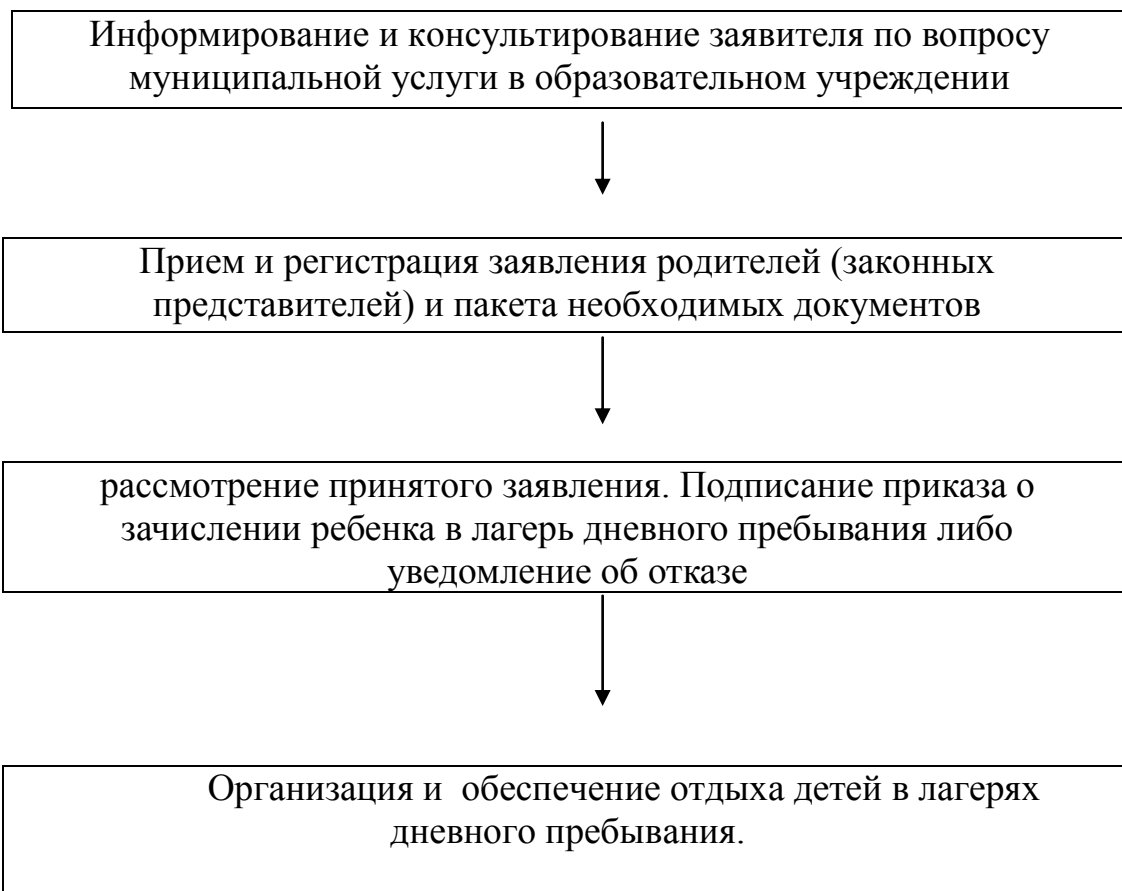 Информирование и консультирование заявителя по вопросу
муниципальной услуги в образовательном учреждении
Прием и регистрация заявления родителей (законных
представителей) и пакета необходимых документов
рассмотрение принятого заявления. Подписание приказа о
зачислении ребенка в лагерь дневного пребывания либо
уведомление об отказе
Организация и  обеспечение отдыха детей в лагерях
дневного пребывания.